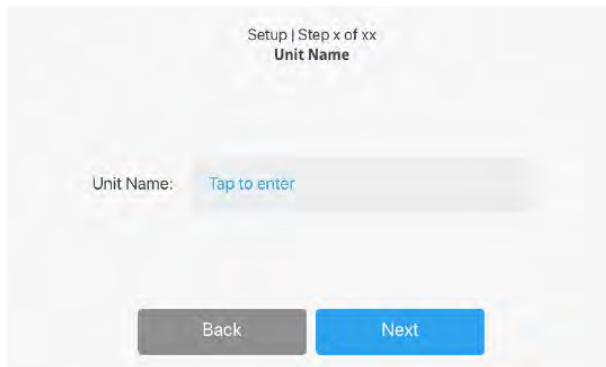 Setup | Step x of xx
Unit Name
Unit Name: Tap to enter
Back Next